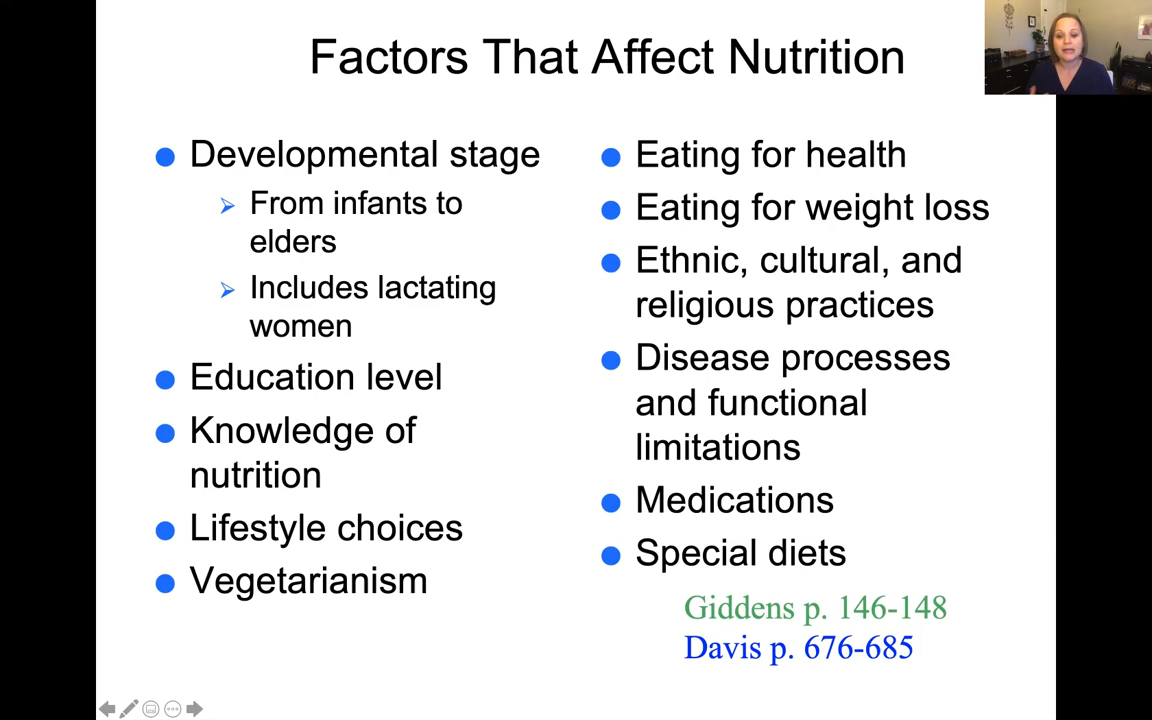 Factors That Affect Nutrition
Developmental stage
From infants to
elders
Includes lactating
women
Education level
Knowledge of
nutrition
Lifestyle choices
Vegetarianism
Eating for health
Eating for weight loss
Ethnic, cultural, and
religious practices
Disease processes
and functional
limitations
Medications
Special diets
Giddens p. 146-148
Davis p. 676-685